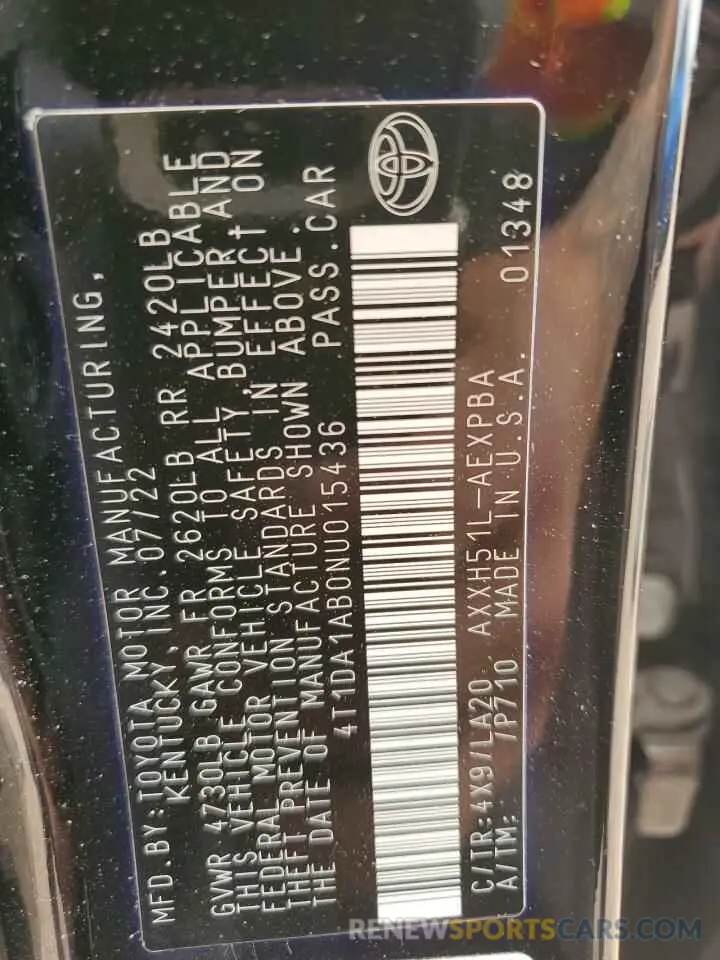 MFD.BY:TOYOTA MOTOR MANUFACTURING,
KENTUCKY,INC.07/22
GVWR 4730LB GAWR FR 2620LB RR 2420LB
THIS VEHICLE CONFORMS TO ALL APPLICABLE
FEDERAL MOTOR VEHICLE SAFETY,BUMPER,AND
THEFT PREVENTION STANDARDS IN EFFECT ON
THE DATE OF MANUFACTURE SHOWN ABOVE.
4T1DA1AB0NU015436 PASS.CAR
C/TR:4X9/LA20 AXXH51L-AEXPBA
A/TM: /P710 MADE IN U.S.A. 01348
RENEWSPORTSCARS.COM